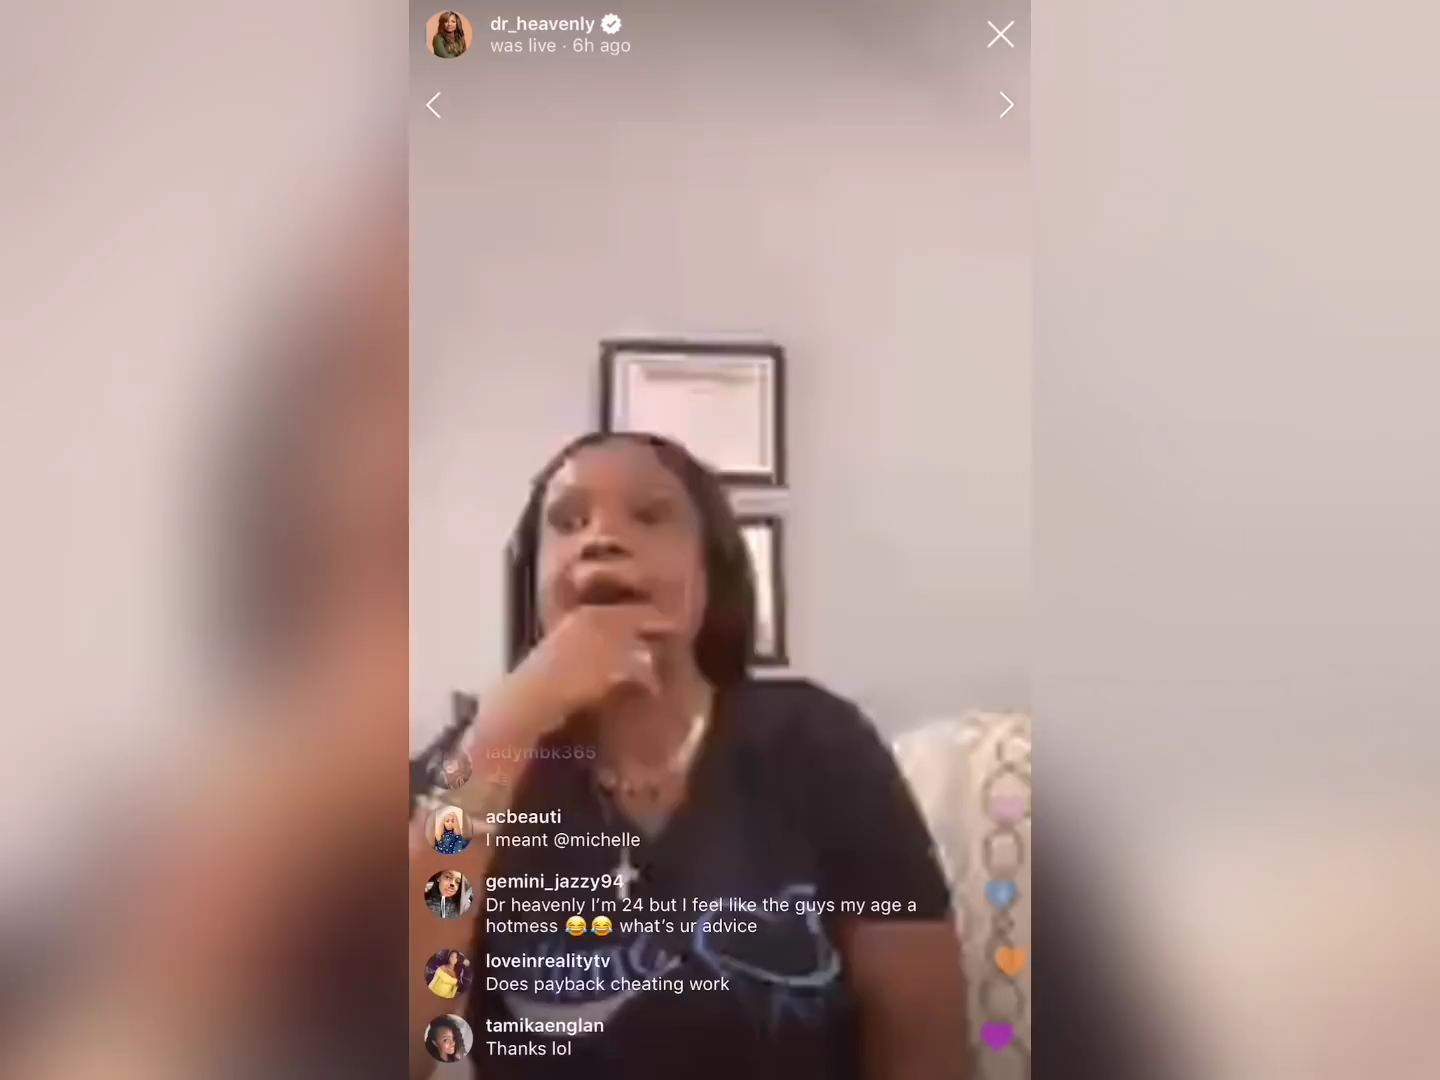 dr_heavenly
was live · 6h ago
ladymbk365
acbeauti
I meant @michelle
gemini_jazzy94
Dr heavenly I’m 24 but I feel like the guys my age a
hotmess 😂😂 what’s ur advice
loveinrealitytv
Does payback cheating work
tamikaenglan
Thanks lol